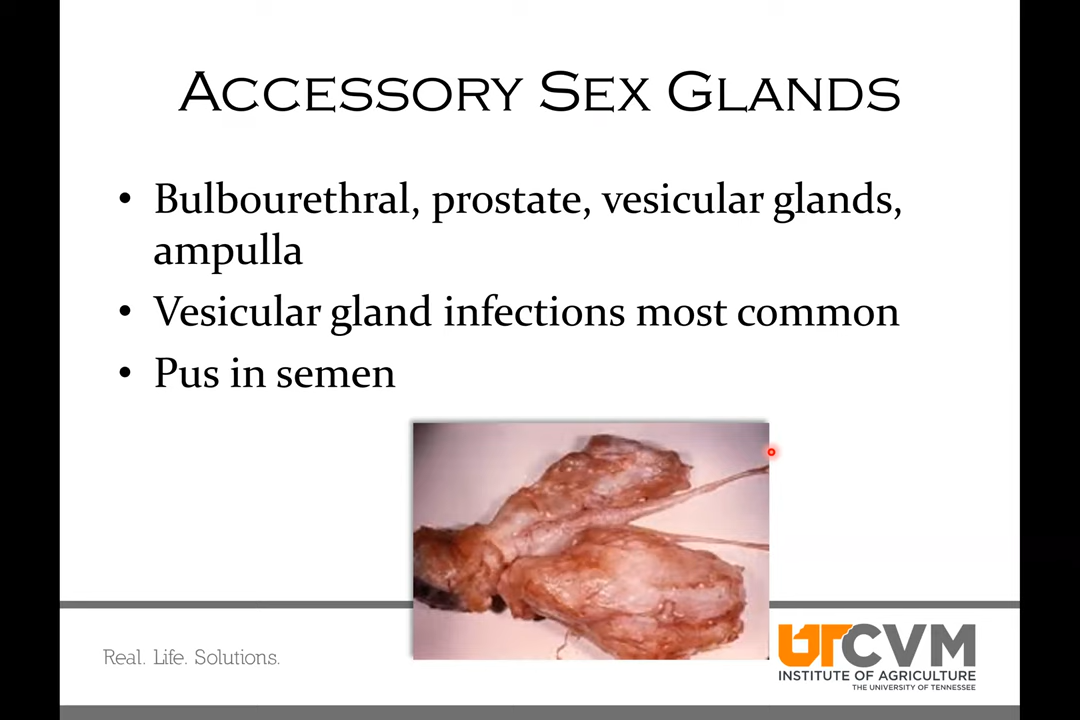 Accessory Sex Glands
• Bulbourethral, prostate, vesicular glands,
ampulla
• Vesicular gland infections most common
• Pus in semen
Real. Life. Solutions.
UTCVM
INSTITUTE OF AGRICULTURE
THE UNIVERSITY OF TENNESSEE